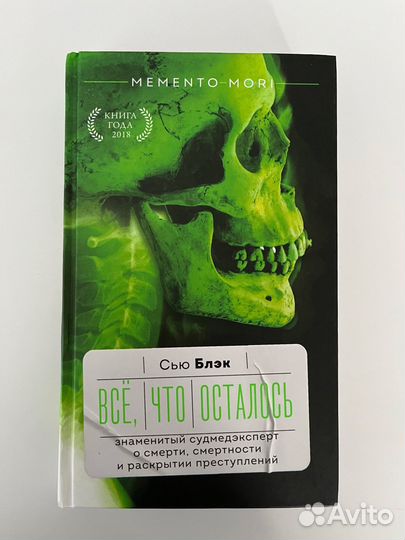 MEMENTO MORI
КНИГА
ГОДА
2018
Сью Блэк
ВСЁ, ЧТО ОСТАЛОСЬ
знаменитый судмедэксперт
о смерти, смертности
и раскрытии преступлений
Avito